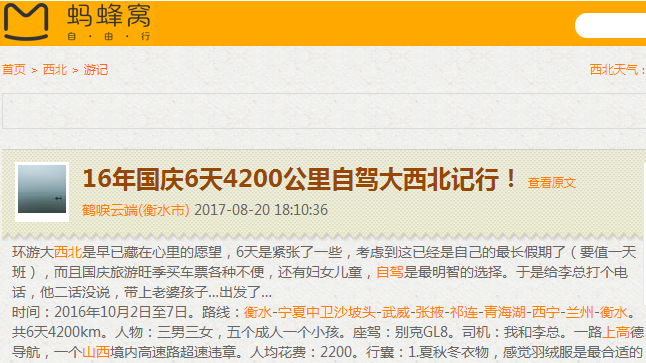 蚂蜂窝
自·由·行
首页 > 西北 > 游记
西北天气：
16年国庆6天4200公里自驾大西北记行！ 查看原文
鹤唳云端(衡水市) 2017-08-20 18:10:36
环游大西北是早已藏在心里的愿望，6天是紧张了一些，考虑到这已经是自己的最长假期了（要值一天
班），而且国庆旅游旺季买车票各种不便，还有妇女儿童，自驾是最明智的选择。于是给李总打个电
话，他二话没说，带上老婆孩子...出发了...
时间：2016年10月2日至7日。路线：衡水-宁夏中卫沙坡头-武威-张掖-祁连-青海湖-西宁-兰州-衡水。
共6天4200km。人物：三男三女，五个成人一个小孩。座驾：别克GL8。司机：我和李总。一路上高德
导航，一个山西境内高速路超速违章。人均花费：2200。行囊：1.夏秋冬衣物，感觉羽绒服是最合适的